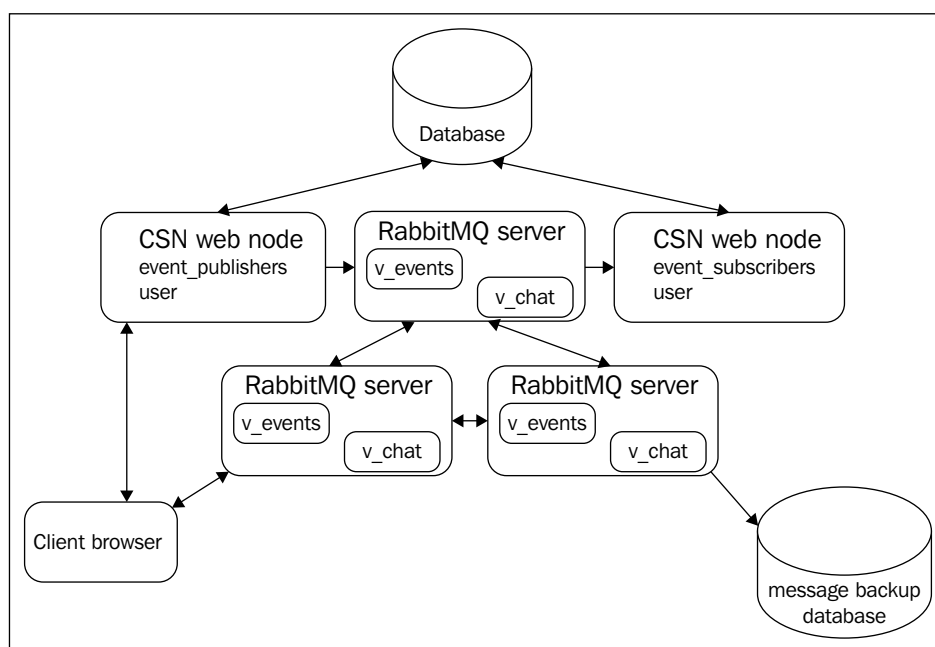 Database
CSN web node
event_publishers
user
RabbitMQ server
v_events
v_chat
CSN web node
event_subscribers
user
RabbitMQ server
v_events
v_chat
RabbitMQ server
v_events
v_chat
Client browser
message backup
database